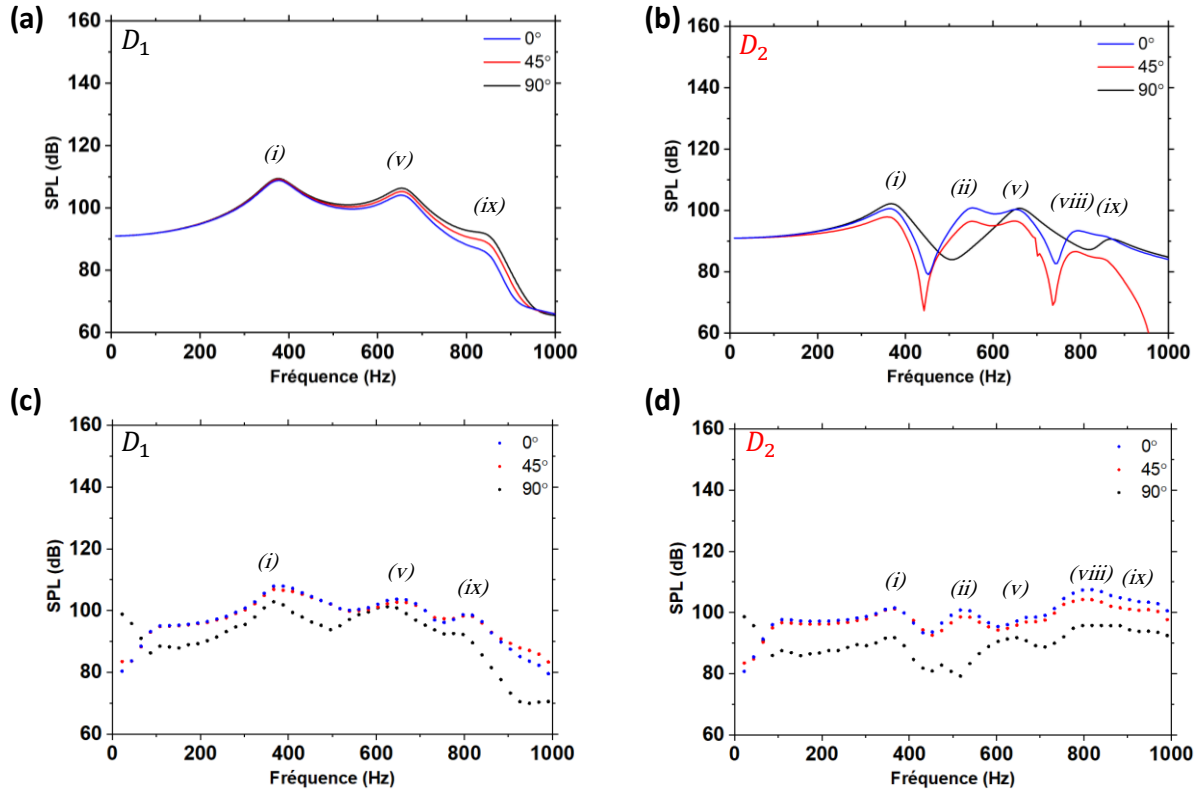 (a)
D₁
0°
45°
90°
(i)
(v)
(ix)
SPL (dB)
160
140
120
100
80
60
0 200 400 600 800 1000
Fréquence (Hz)
(b)
D₂
0°
45°
90°
(i) (ii) (v) (viii) (ix)
SPL (dB)
160
140
120
100
80
60
0 200 400 600 800 1000
Fréquence (Hz)
(c)
D₁
0°
45°
90°
(i)
(v)
(ix)
SPL (dB)
160
140
120
100
80
60
0 200 400 600 800 1000
Fréquence (Hz)
(d)
D₂
0°
45°
90°
(i) (ii) (v) (viii) (ix)
SPL (dB)
160
140
120
100
80
60
0 200 400 600 800 1000
Fréquence (Hz)